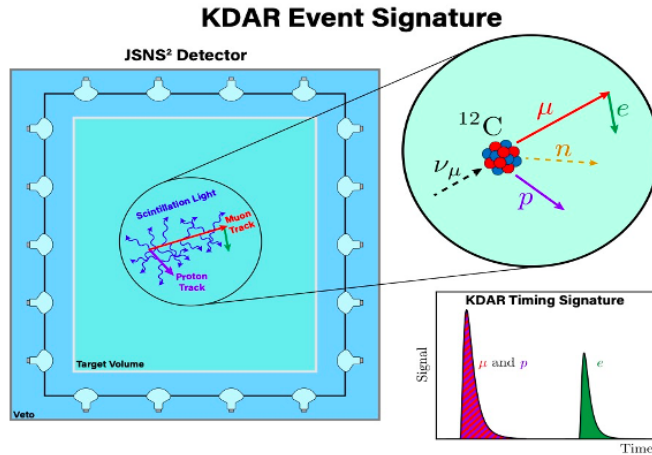 KDAR Event Signature
JSNS² Detector
Scintillation Light
Muon
Track
Proton
Track
Target Volume
Veto
¹²C
μ
e
n
p
ν_μ
KDAR Timing Signature
Signal
μ and p
e
Time